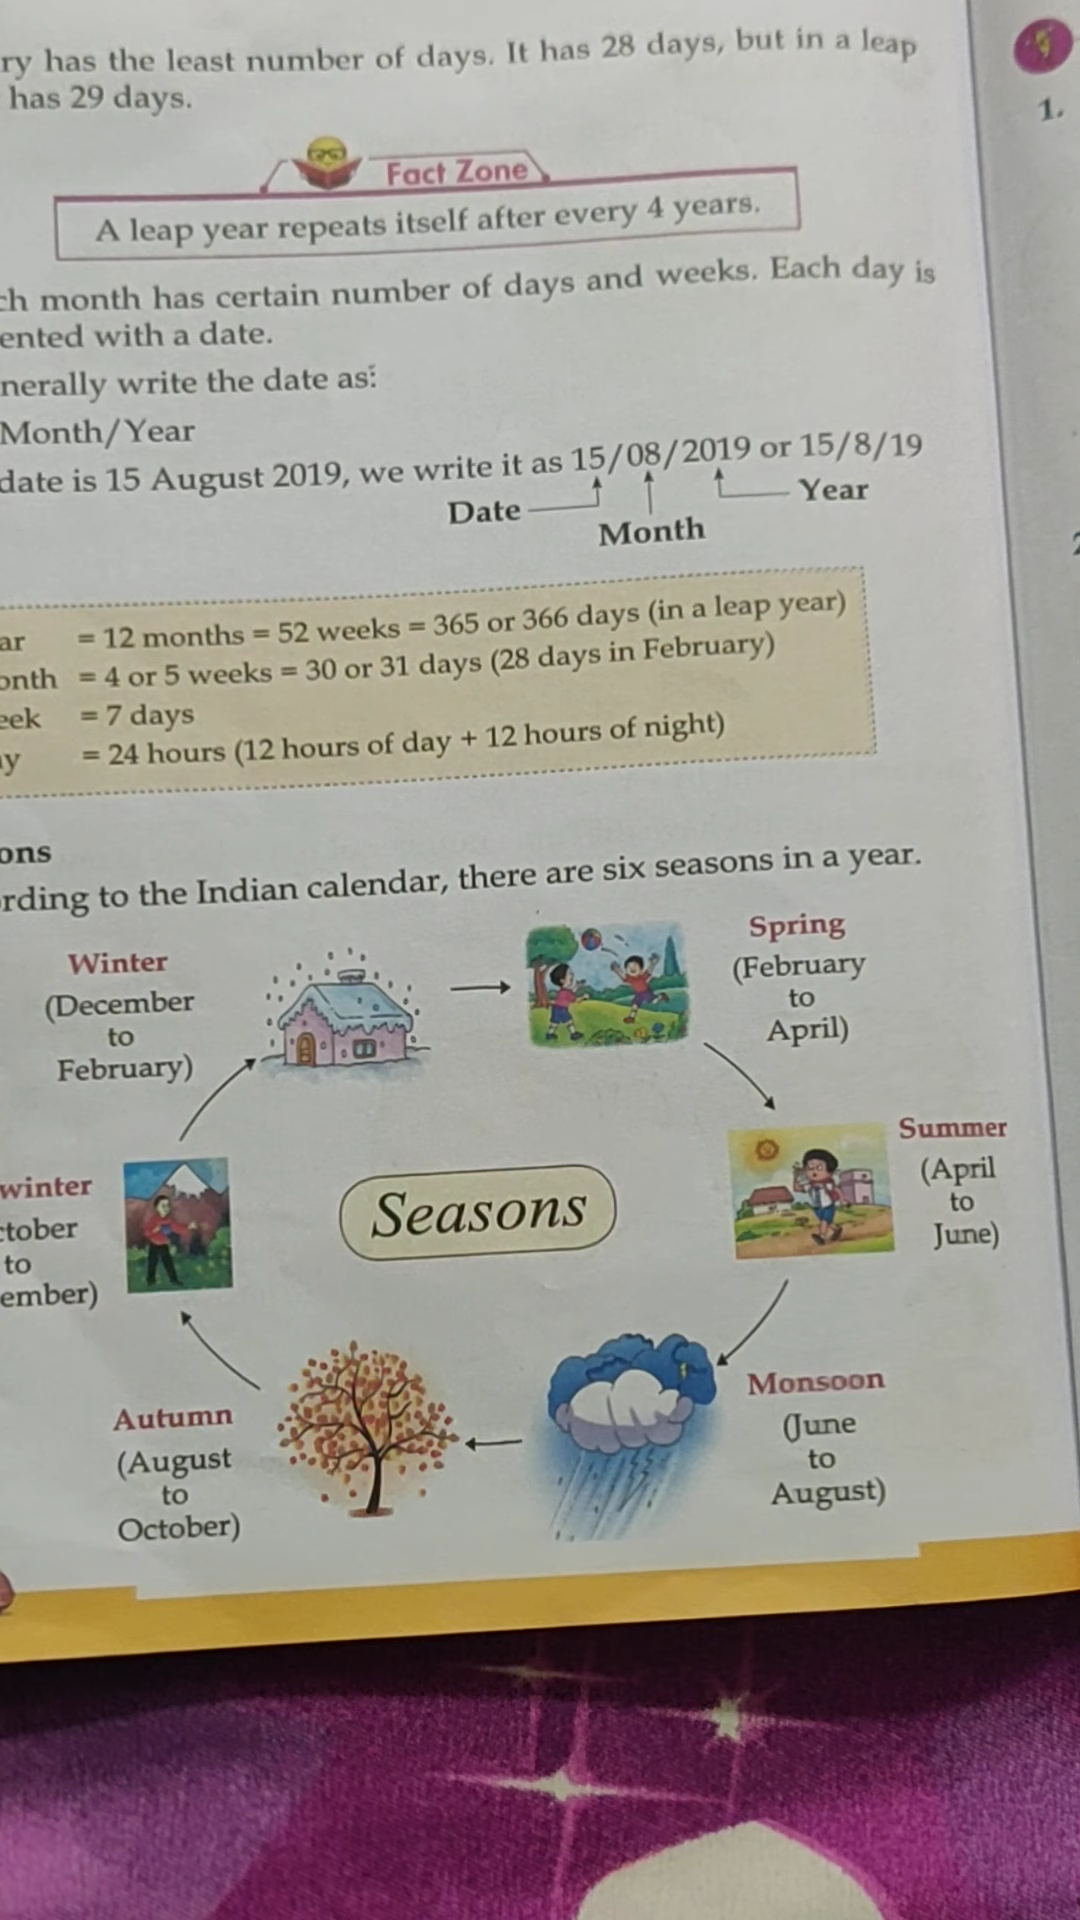 ry has the least number of days. It has 28 days, but in a leap
has 29 days.
1.
Fact Zone
A leap year repeats itself after every 4 years.
ch month has certain number of days and weeks. Each day is
ented with a date.
nerally write the date as:
Month/Year
date is 15 August 2019, we write it as 15/08/2019 or 15/8/19
Date
Month
Year
ar = 12 months = 52 weeks = 365 or 366 days (in a leap year)
onth = 4 or 5 weeks = 30 or 31 days (28 days in February)
eek = 7 days
y = 24 hours (12 hours of day + 12 hours of night)
ons
rding to the Indian calendar, there are six seasons in a year.
Winter
(December
to
February)
Spring
(February
to
April)
Summer
(April
to
June)
winter
ctober
to
ember)
Seasons
Monsoon
(June
to
August)
Autumn
(August
to
October)